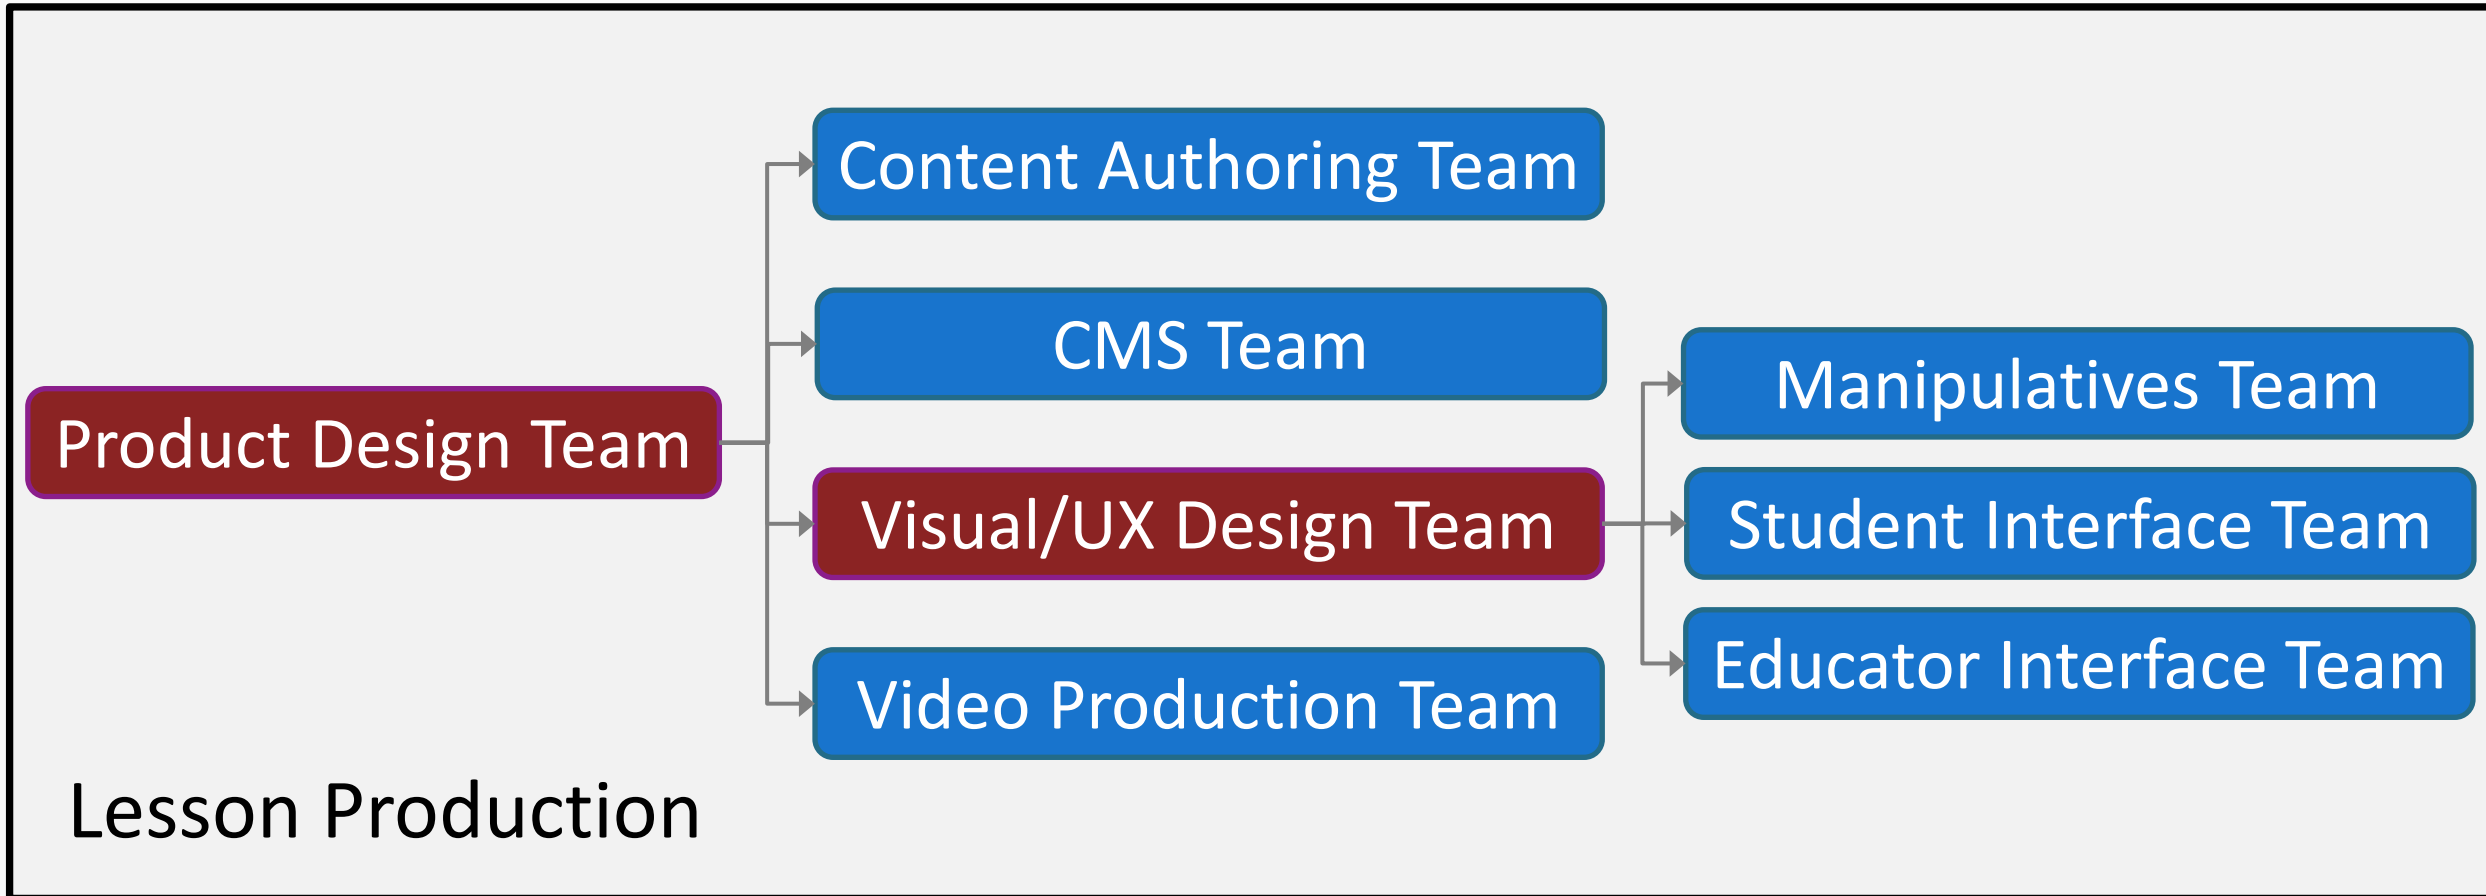 Content Authoring Team
CMS Team
Manipulatives Team
Product Design Team
Visual/UX Design Team
Student Interface Team
Educator Interface Team
Video Production Team
Lesson Production